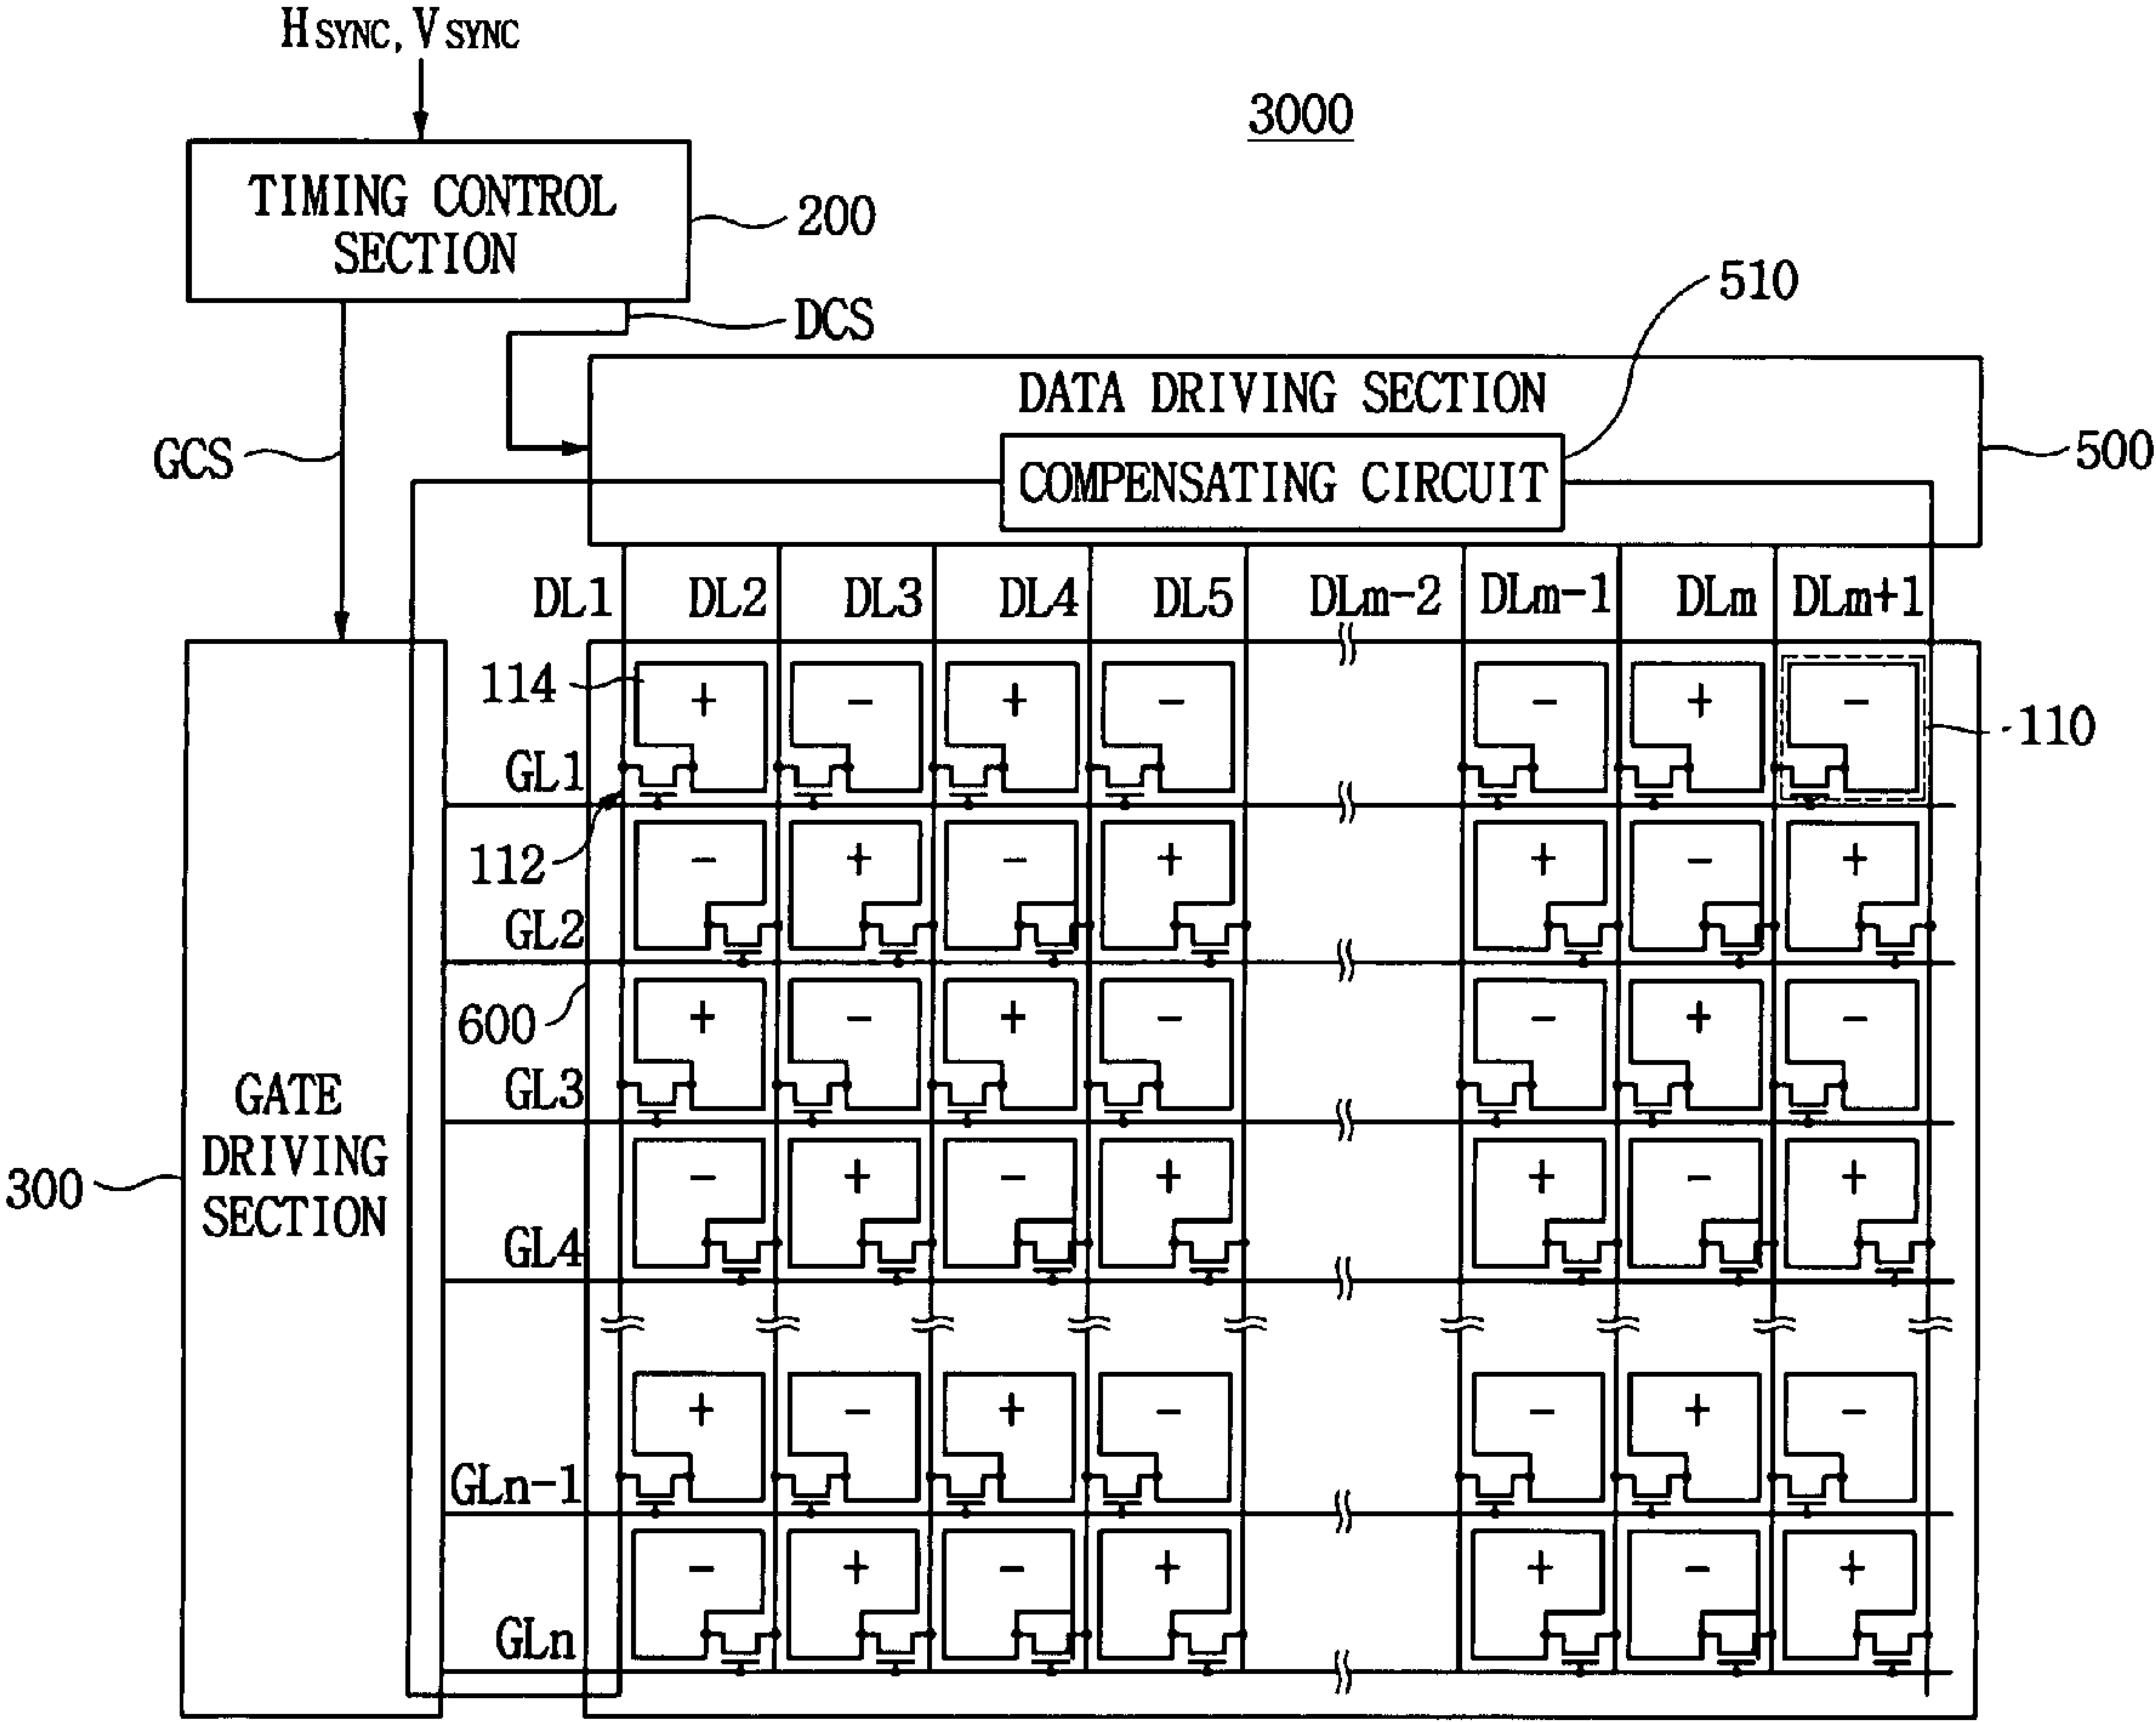 HSYNC, VSYNC
3000
TIMING CONTROL
SECTION
200
DCS
510
DATA DRIVING SECTION
GCS
COMPENSATING CIRCUIT
500
DL1 DL2 DL3 DL4 DL5 DLm-2 DLm-1 DLm DLm+1
114
+ - + - - + -
110
GL1
112
- + - + + - +
GL2
600
+ - + - - + -
GL3
GATE
DRIVING
SECTION
300
- + - + + - +
GL4
+ - + - - + -
GLn-1
- + - + + - +
GLn